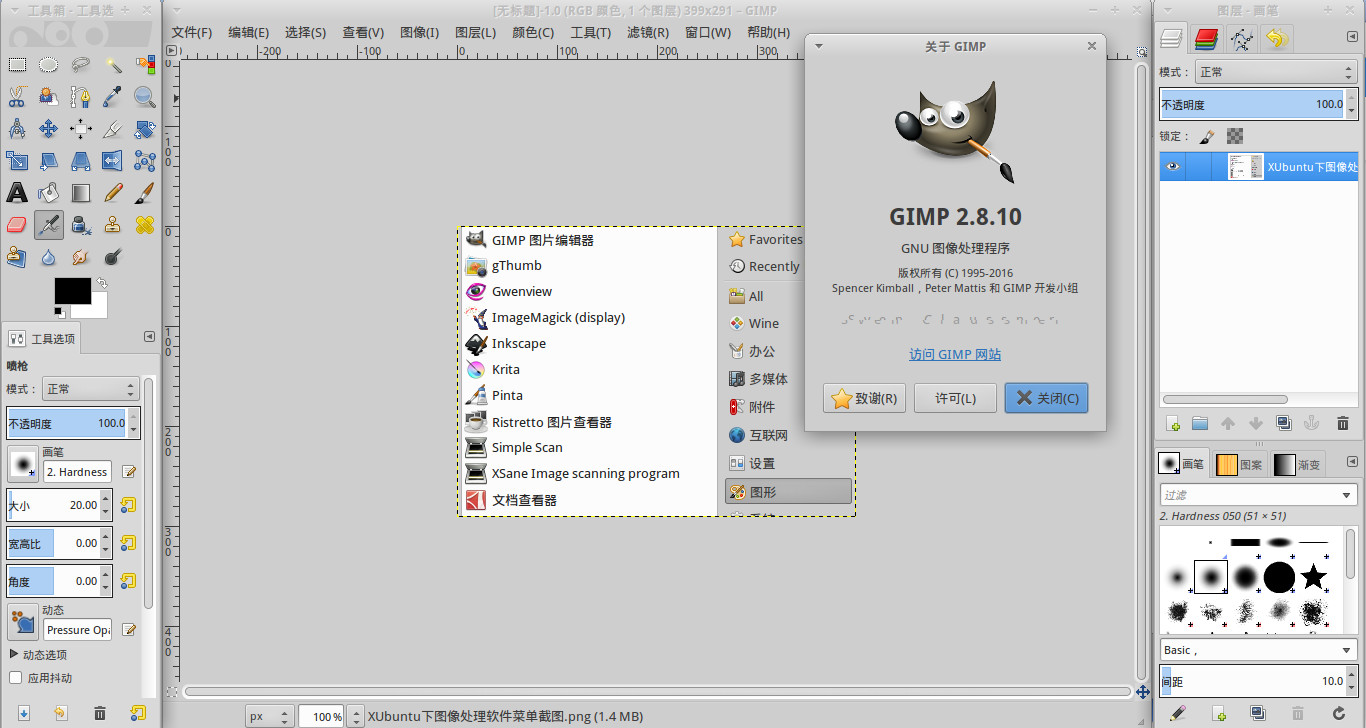 工具箱 - 工具选
[无标题]-1.0 (RGB 颜色, 1 个图层) 399x291 – GIMP
图层 - 画笔
文件(F) 编辑(E) 选择(S) 查看(V) 图像(I) 图层(L) 颜色(C) 工具(T) 滤镜(R) 窗口(W) 帮助(H)
-200 -100 0 100 200 300
0
100
0
100
200
300
400
工具选项
喷枪
模式： 正常
不透明度 100.0
画笔
2. Hardness
大小 20.00
宽高比 0.00
角度 0.00
动态
Pressure Opa
动态选项
应用抖动
GIMP 图片编辑器
gThumb
Gwenview
ImageMagick (display)
Inkscape
Krita
Pinta
Ristretto 图片查看器
Simple Scan
XSane Image scanning program
文档查看器
Favorites
Recently
All
Wine
办公
多媒体
附件
互联网
设置
图形
关于 GIMP
GIMP 2.8.10
GNU 图像处理程序
版权所有 (C) 1995-2016
Spencer Kimball，Peter Mattis 和 GIMP 开发小组
访问 GIMP 网站
致谢(R) 许可(L) 关闭(C)
px 100 % XUbuntu下图像处理软件菜单截图.png (1.4 MB)
模式： 正常
不透明度 100.0
锁定：
XUbuntu下图像处
画笔 图案 渐变
过滤
2. Hardness 050 (51 × 51)
Basic ,
间距 10.0